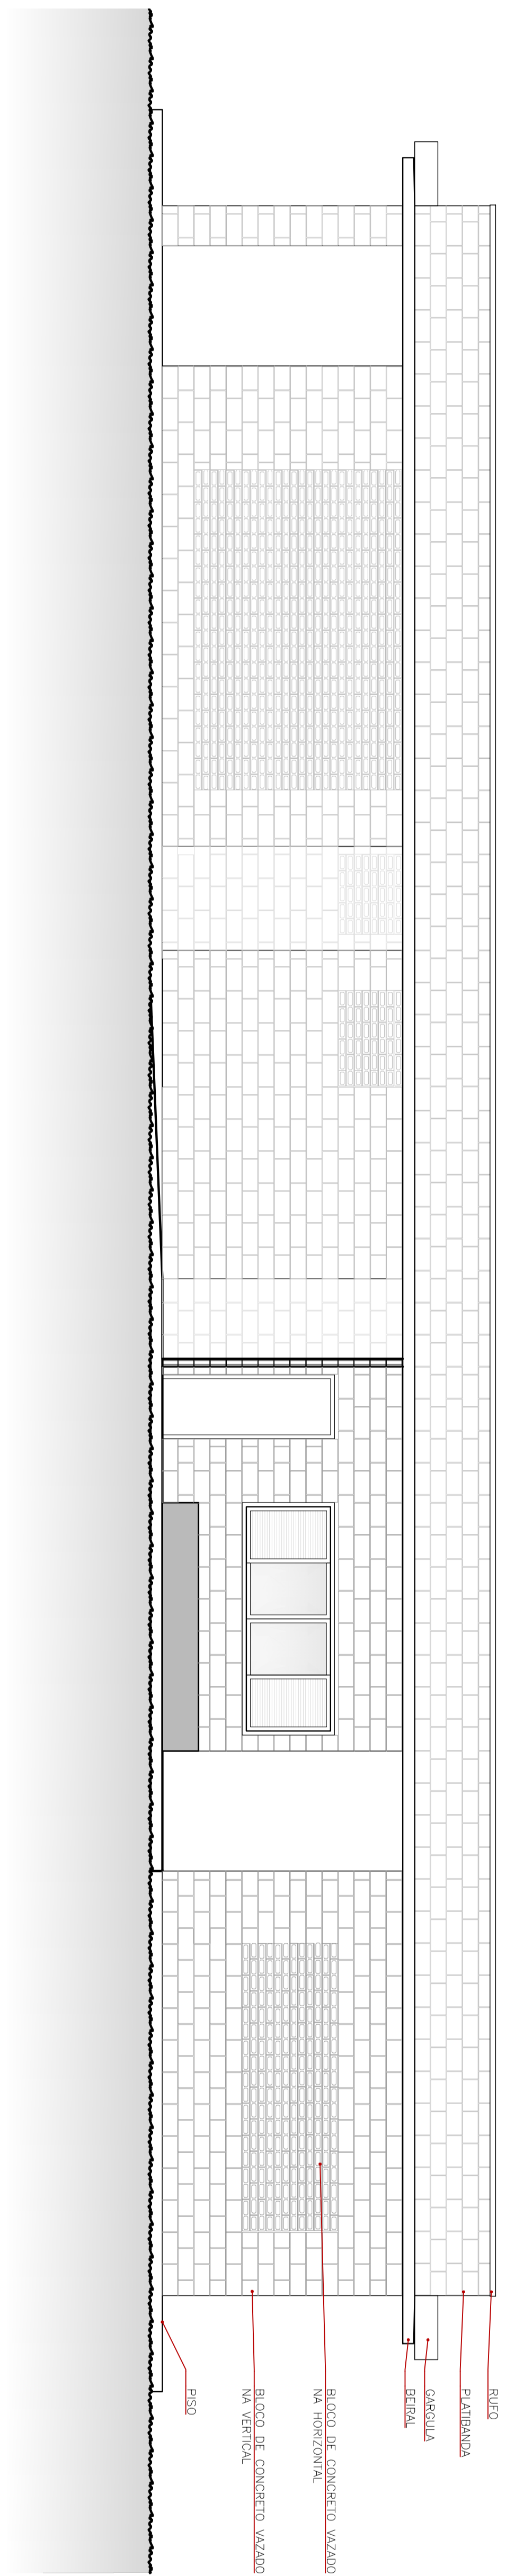 RUFO
PLATIBANDA
GARGULA
BEIRAL
BLOCO DE CONCRETO VAZADO
NA HORIZONTAL
BLOCO DE CONCRETO VAZADO
NA VERTICAL
PISO